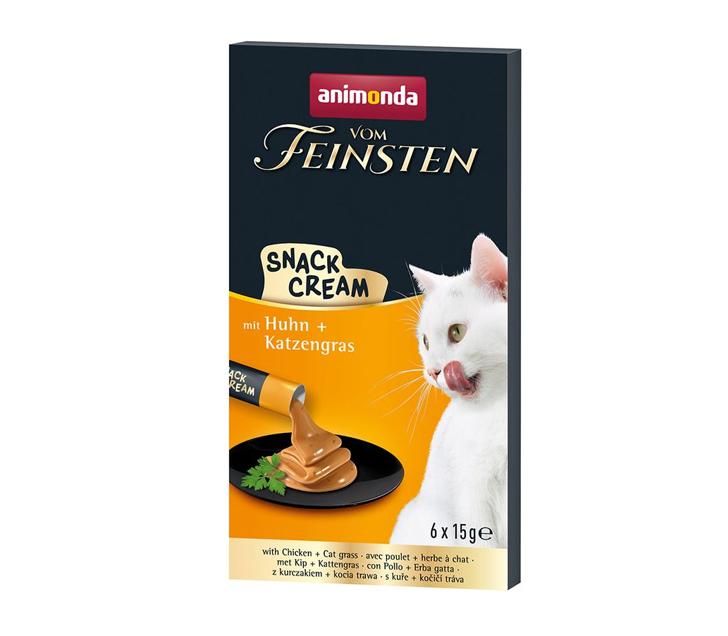 animonda
VOM
FEINSTEN
SNACK
CREAM
mit Huhn +
Katzengras
ACK
CREAM
6 x 15g e
with Chicken + Cat grass · avec poulet + herbe à chat ·
met Kip + Kattengras · con Pollo + Erba gatta ·
z kurczakiem + kocia trawa · s kuře + kočičí tráva